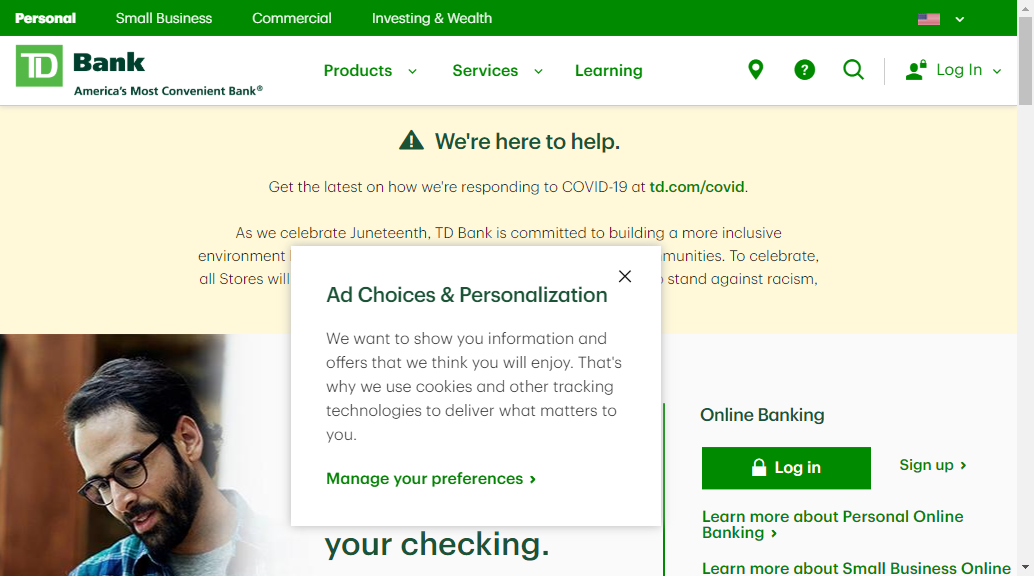 Personal Small Business Commercial Investing & Wealth
TD Bank
America's Most Convenient Bank®
Products Services Learning ? Log In
We're here to help.
Get the latest on how we're responding to COVID-19 at td.com/covid.
As we celebrate Juneteenth, TD Bank is committed to building a more inclusive
environment
To celebrate,
all Stores will
stand against racism,
Ad Choices & Personalization
We want to show you information and
offers that we think you will enjoy. That's
why we use cookies and other tracking
technologies to deliver what matters to
you.
Manage your preferences ›
your checking.
Online Banking
Log in Sign up ›
Learn more about Personal Online
Banking ›
Learn more about Small Business Online